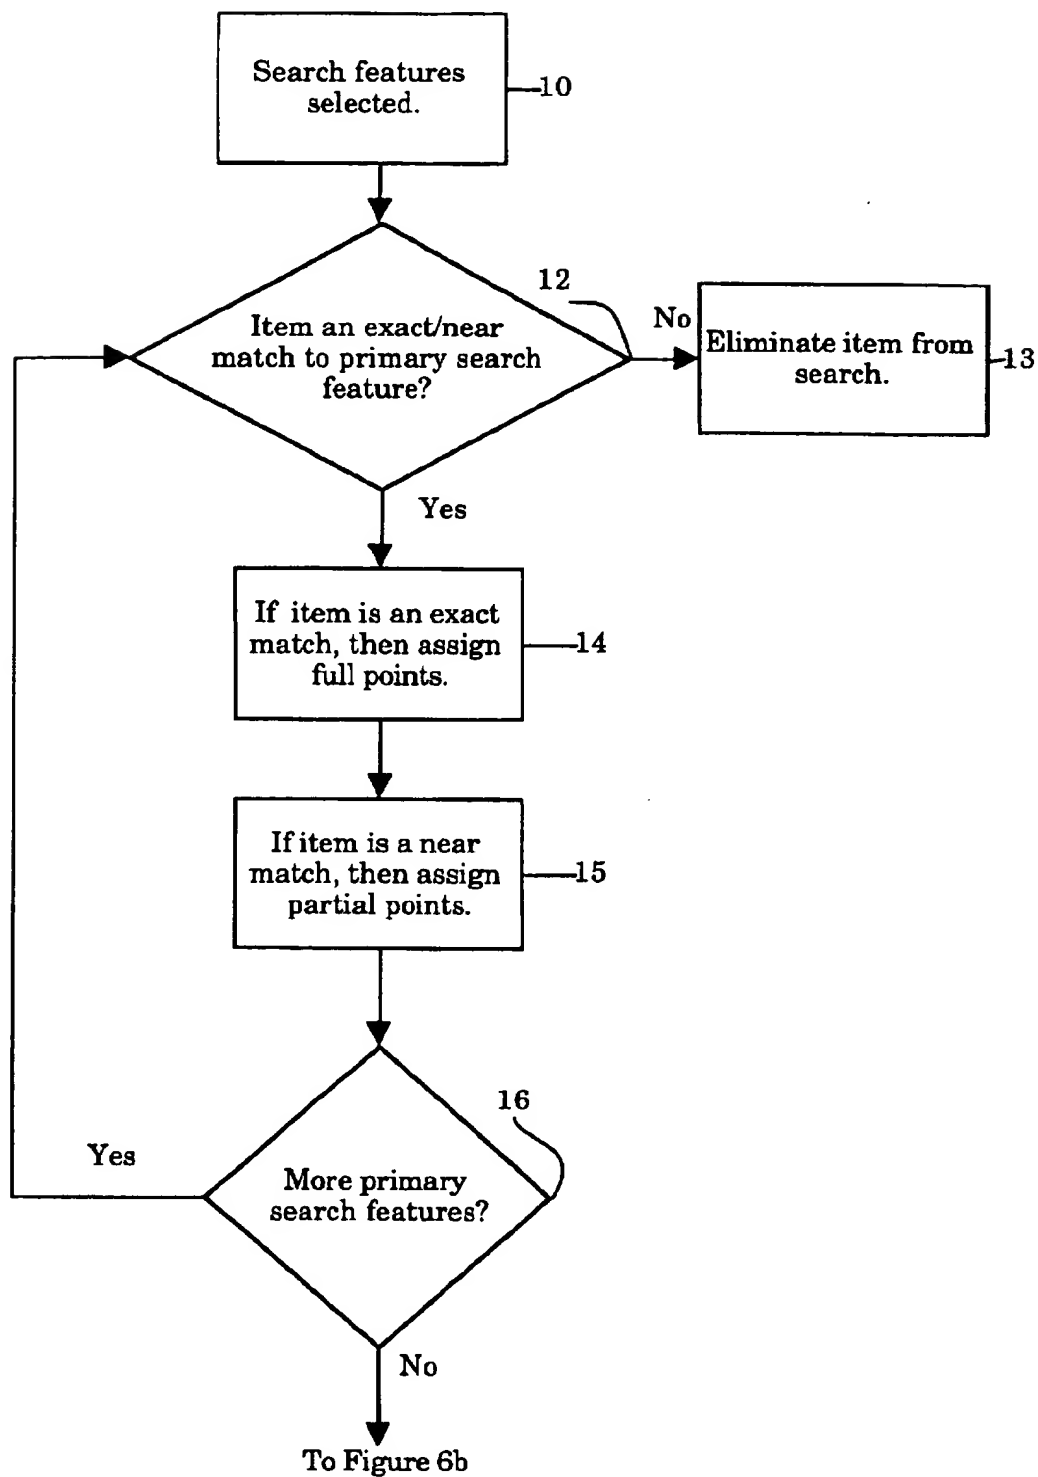 Search features
selected.
10
12
Item an exact/near
match to primary search
feature?
No
Eliminate item from
search.
13
Yes
If item is an exact
match, then assign
full points.
14
If item is a near
match, then assign
partial points.
15
16
Yes
More primary
search features?
No
To Figure 6b